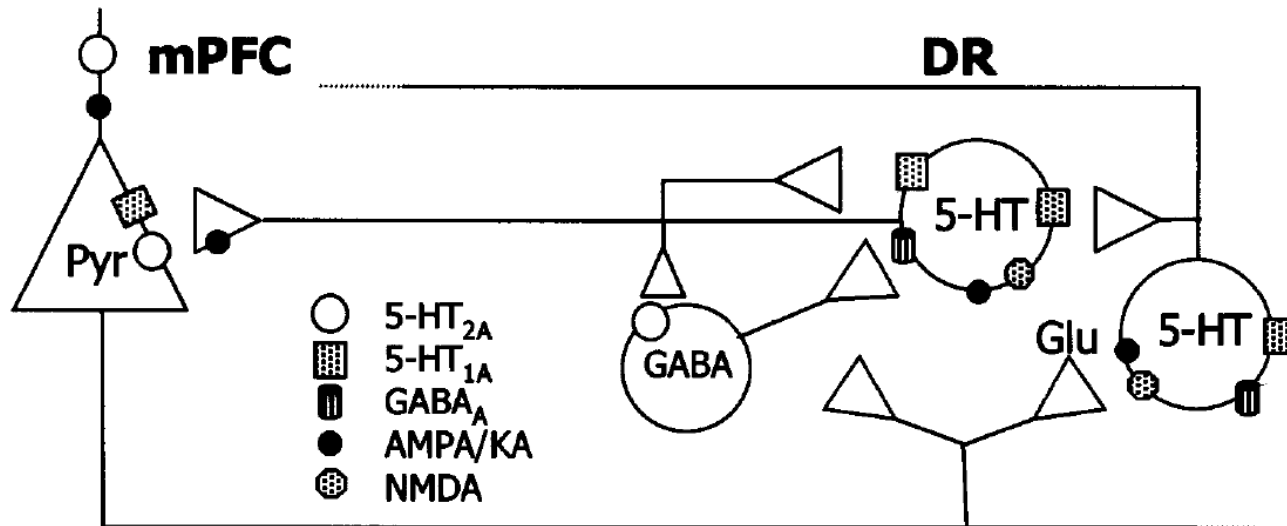 mPFC
DR
5-HT
Pyr
5-HT2A
5-HT1A
GABAA
AMPA/KA
NMDA
GABA
Glu
5-HT